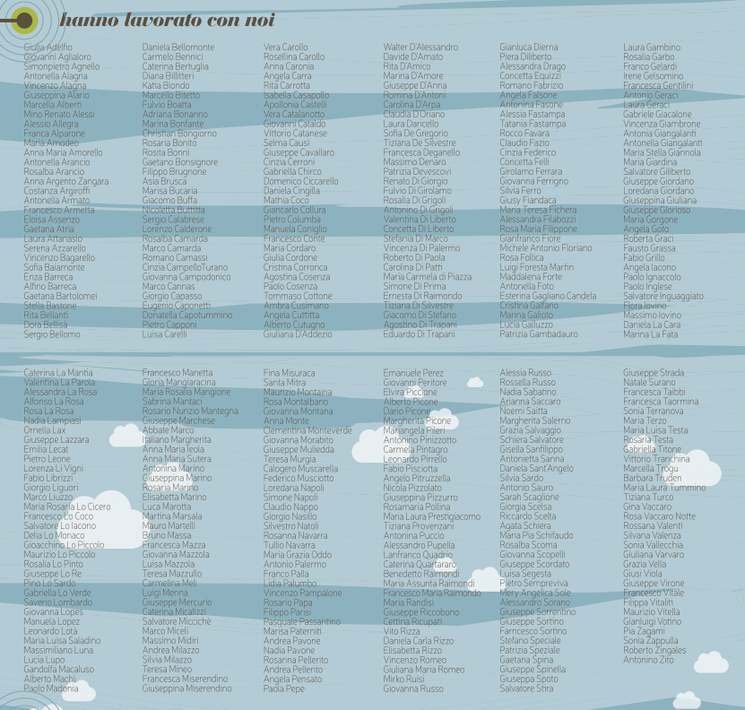 hanno lavorato con noi
Giulia Adelfio
Giovanni Aglialoro
Simonpietro Agnello
Antonella Alagna
Vincenzo Alagna
Giuseppina Alario
Marcella Alberti
Mino Renato Alessi
Alessio Allegra
Franca Alparone
Maria Amodeo
Anna Maria Amorello
Antonella Arancio
Rosalba Arancio
Anna Argento Zangara
Costanza Argiroffi
Antonella Armato
Francesco Armetta
Eloisa Assenzo
Gaetana Atria
Laura Attanasio
Serena Azzarello
Vincenzo Bagarello
Sofia Baiamonte
Enza Barreca
Alfino Barreca
Gaetana Bartolomei
Stella Basilone
Rita Bellanti
Dora Bellisà
Sergio Bellomo
Daniela Bellomonte
Carmelo Bennici
Caterina Bertuglia
Diana Billitteri
Katia Biondo
Marcello Bitetto
Fulvio Boatta
Adriana Bonanno
Marina Bonfante
Christian Bongiorno
Rosaria Bonito
Rosita Bonni
Gaetano Borsignore
Filippo Brugnone
Asia Brusca
Marisa Bucaria
Giacomo Buffa
Nicoletta Buttitta
Sergio Calabrese
Lorenzo Calderone
Rosalba Camarda
Marco Camarda
Romano Camassi
Cinzia CampelloTurano
Giovanna Campodonico
Marco Cannas
Giorgio Capasso
Eugenio Caponetti
Donatella Capotummino
Pietro Capponi
Luisa Carelli
Vera Carollo
Rosellina Carollo
Anna Caronia
Angela Carra
Rita Carrotta
Isabella Casapollo
Apollonia Castelli
Vera Catalanotto
Giovanni Cataldo
Vittorio Catanese
Selma Causi
Giuseppe Cavallaro
Cinzia Cerroni
Gabriella Chirco
Domenico Ciccarello
Daniela Cingilla
Mathia Coco
Giancarlo Collura
Pietro Columba
Manuela Coniglio
Francesco Conte
Maria Cordaro
Giulia Cordone
Cristina Corronca
Agostina Cosenza
Paolo Cosenza
Tommaso Cottone
Ambra Cusimano
Angela Cuttitta
Alberto Cutugno
Giuliana D'Addezio
Walter D'Alessandro
Davide D'Amato
Rita D'Amico
Marina D'Amore
Giuseppe D'Anna
Romina D'Antoni
Carolina D'Arpa
Claudia D'Oriano
Laura Daricello
Sofia De Gregorio
Tiziana De Silvestre
Francesca Deganello
Massimo Denaro
Patrizia Devescovi
Renato Di Giorgio
Fulvio Di Girolamo
Rosalia Di Grigoli
Antonino Di Grigoli
Valentina Di Liberto
Concetta Di Liberto
Stefania Di Marco
Vincenza Di Palermo
Roberto Di Paola
Carolina Di Patti
Maria Carmela di Piazza
Simone Di Prima
Ernesta Di Raimondo
Tiziana Di Silvestre
Giacomo Di Stefano
Agostino Di Trapani
Eduardo Di Trapani
Gianluca Dierna
Piera Diliberto
Alessandra Drago
Concetta Equizzi
Romano Fabrizio
Angela Falsone
Antonina Fasone
Alessia Fastampa
Tatania Fastampa
Rocco Favara
Claudio Fazio
Cinzia Federico
Concetta Felli
Girolamo Ferrara
Giovanna Ferrigno
Silvia Ferro
Giusy Fiandaca
Maria Teresa Fichera
Alessandra Filabozzi
Rosa Maria Filippone
Gianfranco Fiore
Michele Antonio Floriano
Rosa Follica
Luigi Foresta Martin
Maddalena Forte
Antonella Foto
Esterina Gagliano Candela
Cristina Galfano
Marina Galioto
Lucia Galluzzo
Patrizia Gambadauro
Laura Gambino
Rosalia Garbo
Franco Gelardi
Irene Gelsomino
Francesca Gentilini
Antonio Geraci
Laura Geraci
Gabriele Giacalone
Vincenza Giambrone
Antonia Giangalanti
Antonella Giangalanti
Maria Stella Giannola
Maria Giardina
Salvatore Giliberto
Giuseppe Giordano
Loredana Giordano
Giuseppina Giuliana
Giuseppe Glorioso
Maria Gorgone
Angela Goto
Roberta Graci
Fausto Grassa
Fabio Grillo
Angela Iacono
Paolo Ignaccolo
Paolo Inglese
Salvatore Inguaggiato
Flora Iovino
Massimo Iovino
Daniela La Cara
Marina La Fata
Caterina La Mantia
Valentina La Parola
Alessandra La Rosa
Alfonso La Rosa
Rosa La Rosa
Nadia Lampiasi
Ornella Lax
Giuseppe Lazzara
Emilia Lecat
Pietro Leone
Lorenza Li Vigni
Fabio Librizzi
Giorgio Liguori
Marco Liuzzo
Maria Rosaria Lo Cicero
Francesco Lo Coco
Salvatore Lo Iacono
Delia Lo Monaco
Gioacchino Lo Piccolo
Maurizio Lo Piccolo
Rosalia Lo Pinto
Giuseppe Lo Re
Pino Lo Sardo
Gabriella Lo Verde
Saverio Lombardo
Giovanna Lopes
Manuela Lopez
Leonardo Lotà
Maria Luisa Saladino
Massimiliano Luna
Lucia Lupo
Gandolfa Macaluso
Alberto Machì
Paolo Madonia
Francesco Manetta
Gloria Mangiaracina
Maria Rosalia Mangione
Sabrina Mantaci
Rosario Nunzio Mantegna
Giuseppe Marchese
Abbate Marco
Italiano Margherita
Anna Maria Ieola
Anna Maria Sutera
Antonina Marino
Giuseppina Marino
Rosaria Marino
Elisabetta Marino
Luca Marotta
Martina Marsala
Mauro Martelli
Bruno Massa
Francesca Mazza
Giovanna Mazzola
Luisa Mazzola
Teresa Mazzullo
Carmelina Meli
Luigi Menna
Giuseppe Mercurio
Caterina Micalizzi
Salvatore Miccichè
Marco Miceli
Massimo Midiri
Andrea Milazzo
Silvia Milazzo
Teresa Mineo
Francesca Miserendino
Giuseppina Miserendino
Fina Misuraca
Santa Mitra
Maurizio Montaina
Rosa Montalbano
Giovanna Montana
Anna Monte
Clementina Monteverde
Giovanna Morabito
Giuseppe Muliedda
Teresa Murgia
Calogero Muscarella
Federico Musciotto
Loredana Napoli
Simone Napoli
Claudio Nappo
Giorgio Nasillo
Silvestro Natoli
Rosanna Navarra
Tullio Navarra
Maria Grazia Oddo
Antonio Palermo
Franco Palla
Lidia Palumbo
Vincenzo Pampalone
Rosario Papa
Filippo Parisi
Pasquale Passantino
Marisa Paterniti
Andrea Pavone
Nadia Pavone
Rosanna Pellerito
Andrea Pellerito
Angela Pensato
Paola Pepe
Emanuele Perez
Giovanni Peritore
Elvira Piccione
Alberto Picone
Dario Picone
Margherita Picone
Mariangela Pileri
Antonino Pinizzotto
Carmela Pintagro
Leonardo Pirrello
Fabio Pisciotta
Angelo Pitruzzella
Nicola Pizzolato
Giuseppina Pizzurro
Rosamaria Pollina
Maria Laura Prestigiacomo
Tiziana Provenzani
Antonina Puccio
Alessandro Pupella
Lanfranco Quadrio
Caterina Quartararo
Benedetto Raimondi
Maria Assunta Raimondi
Francesco Maria Raimondo
Maria Randisi
Giuseppe Riccobono
Cettina Ricupati
Vito Rizza
Daniela Carla Rizzo
Elisabetta Rizzo
Vincenzo Romeo
Giuliana Maria Romeo
Mirko Ruisi
Giovanna Russo
Alessia Russo
Rossella Russo
Nadia Sabatino
Arianna Saccaro
Noemi Saitta
Margherita Salerno
Grazia Salvaggio
Schiera Salvatore
Gisella Sanfilippo
Antonietta Sanna
Daniela Sant'Angelo
Silvia Sardo
Antonio Sauro
Sarah Scaglione
Giorgia Scelsa
Riccardo Scelta
Agata Schiera
Maria Pia Schifaudo
Rosalba Scoma
Giovanna Scopelli
Giuseppe Scordato
Luisa Segesta
Pietro Sempreviva
Mery Angelica Sole
Alessandro Sorano
Giuseppe Sorrentino
Giuseppe Sortino
Farncesco Sortino
Stefano Speciale
Patrizia Speziale
Gaetana Spina
Giuseppe Spinella
Giuseppa Spoto
Salvatore Stira
Giuseppe Strada
Natale Surano
Francesca Taibbi
Francesca Taormina
Sonia Terranova
Maria Terzo
Maria Luisa Testa
Rosaria Testa
Gabriella Titone
Vittorio Tranchina
Marcella Trogu
Barbara Truden
Maria Laura Tummino
Tiziana Turco
Gina Vaccaro
Rosa Vaccaro Notte
Rossana Valenti
Silvana Valenza
Sonia Vallecchia
Giuliana Varvaro
Grazia Vella
Giusi Viola
Giuseppe Virone
Francesco Vitale
Filippa Vitaliti
Maurizio Vitella
Gianluigi Votino
Pia Zagami
Sonia Zappulla
Roberto Zingales
Antonino Zito